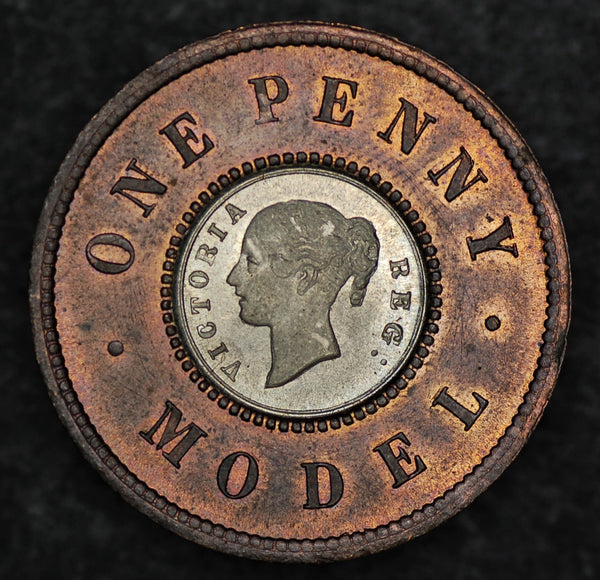 ONE PENNY
· MODEL ·
VICTORIA REG: